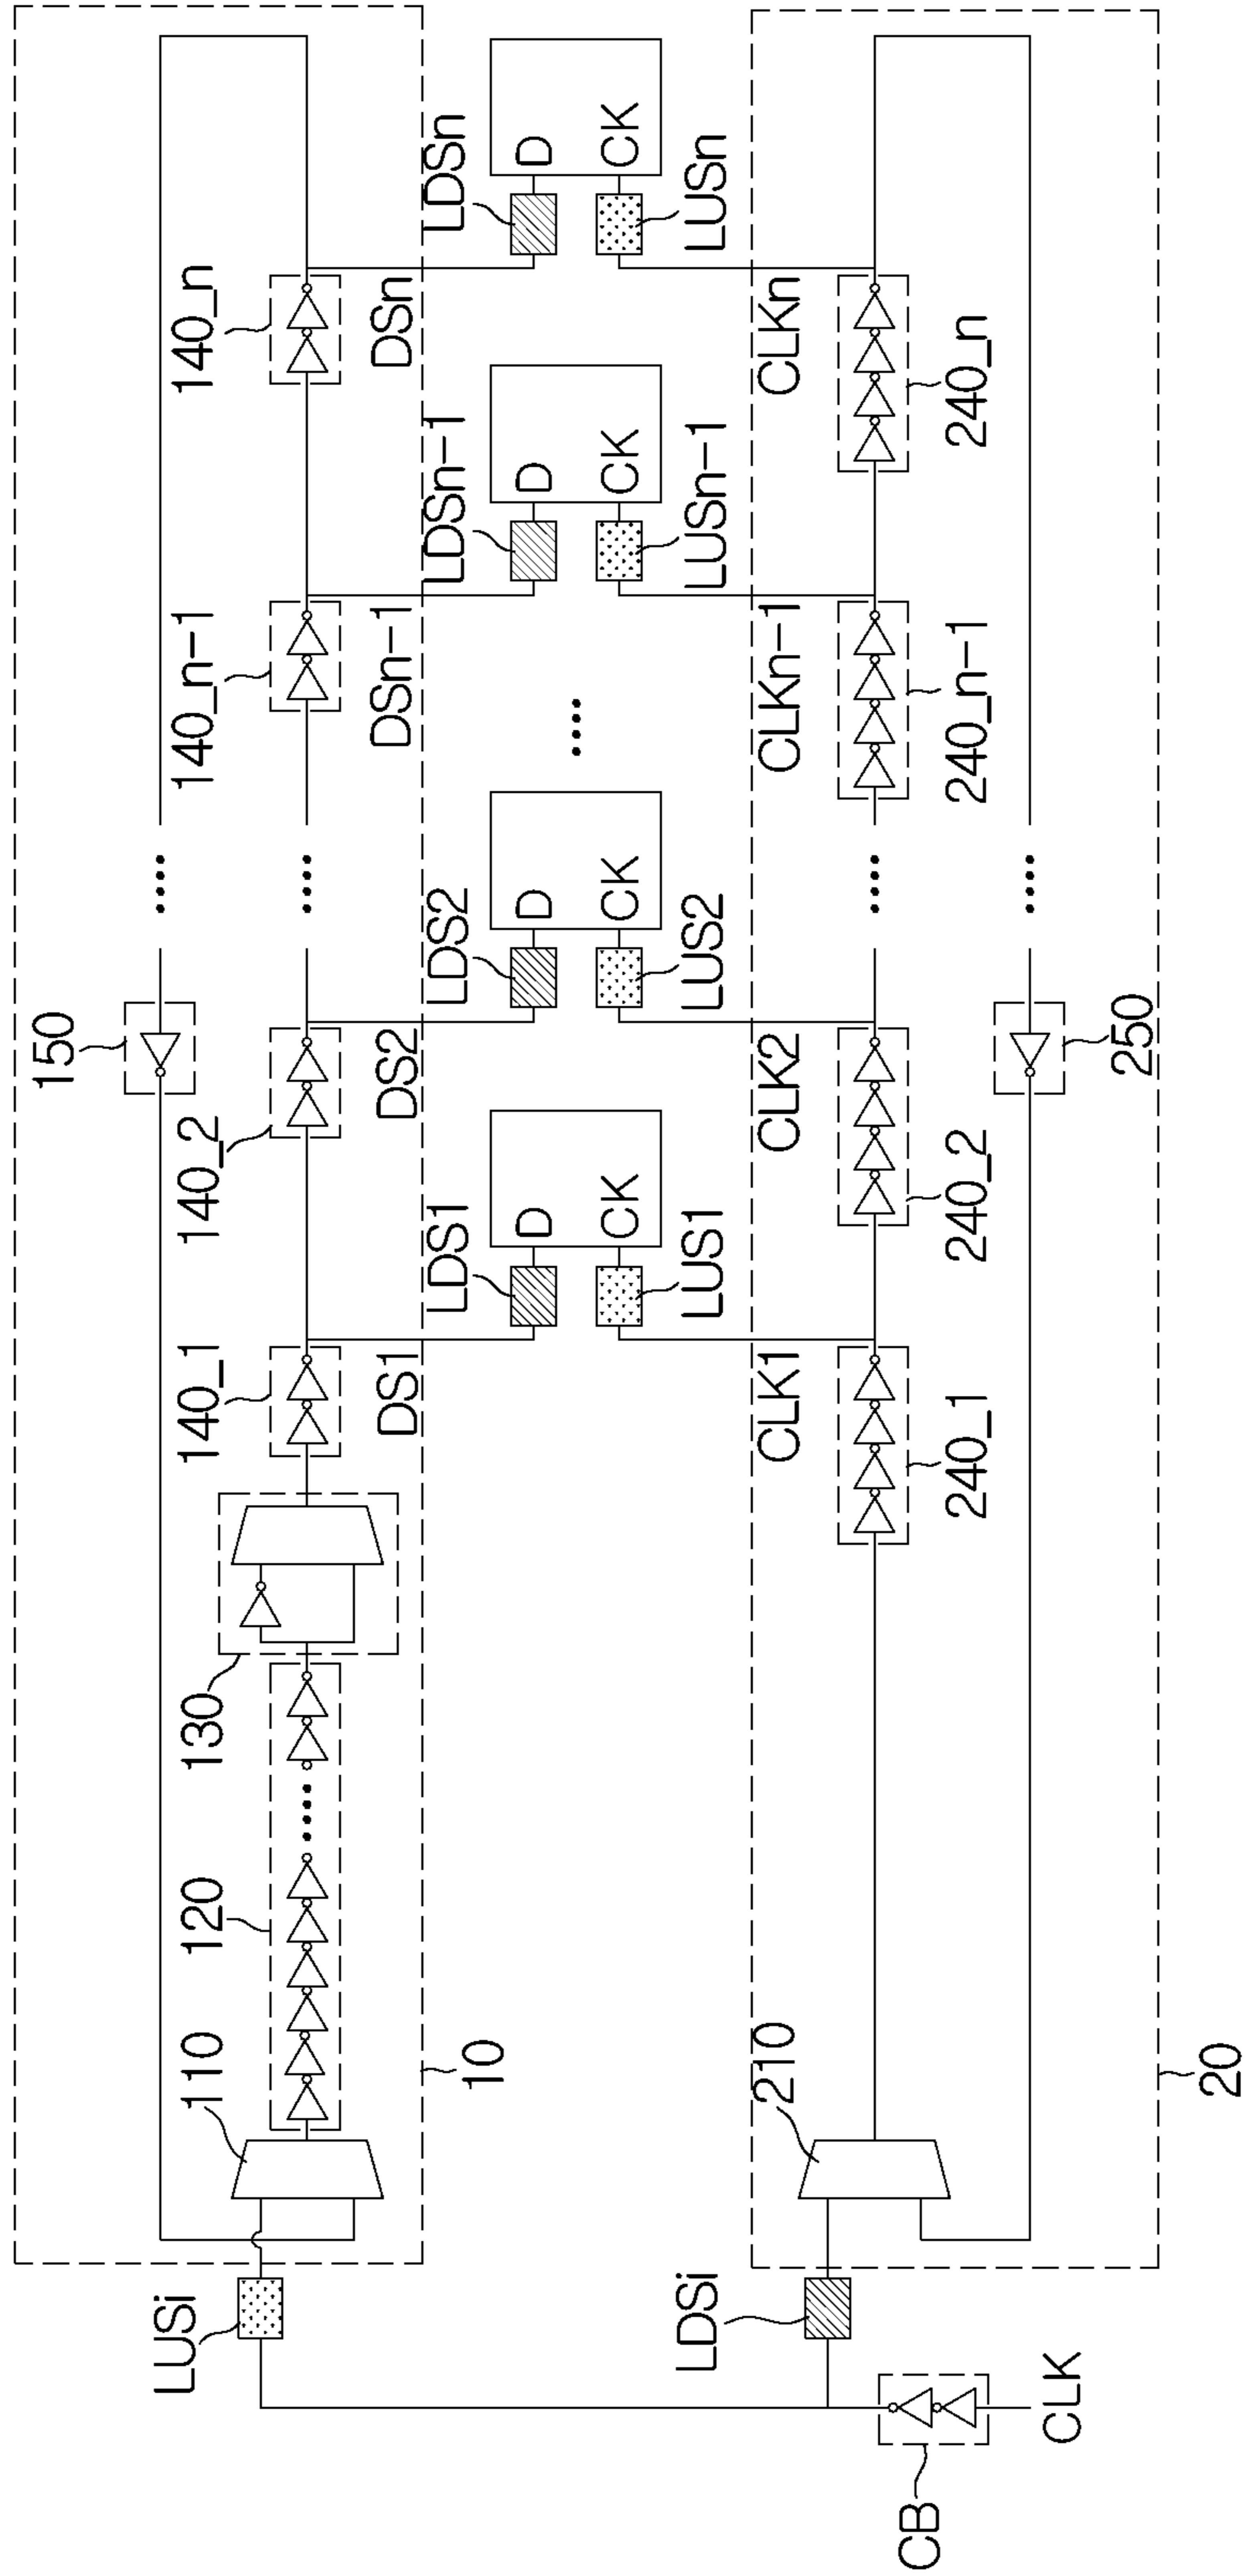 150
140_1
140_2
140_n-1
140_n
110
120
130
DS1
DS2
DSn-1
DSn
10
LUSi
LDS1
LDS2
LDSn-1
LDSn
D
CK
D
CK
D
CK
D
CK
LUS1
LUS2
LUSn-1
LUSn
LDSi
210
CLK1
CLK2
CLKn-1
CLKn
240_1
240_2
240_n-1
240_n
CB
CLK
250
20